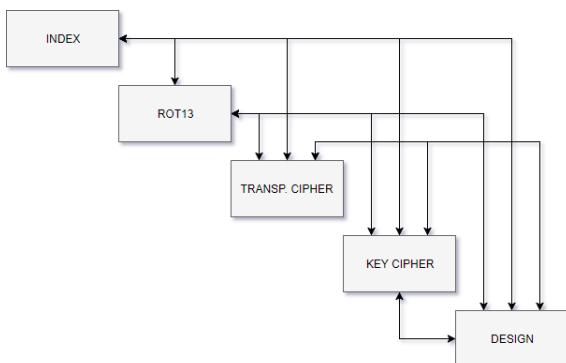 INDEX
ROT13
TRANSP. CIPHER
KEY CIPHER
DESIGN